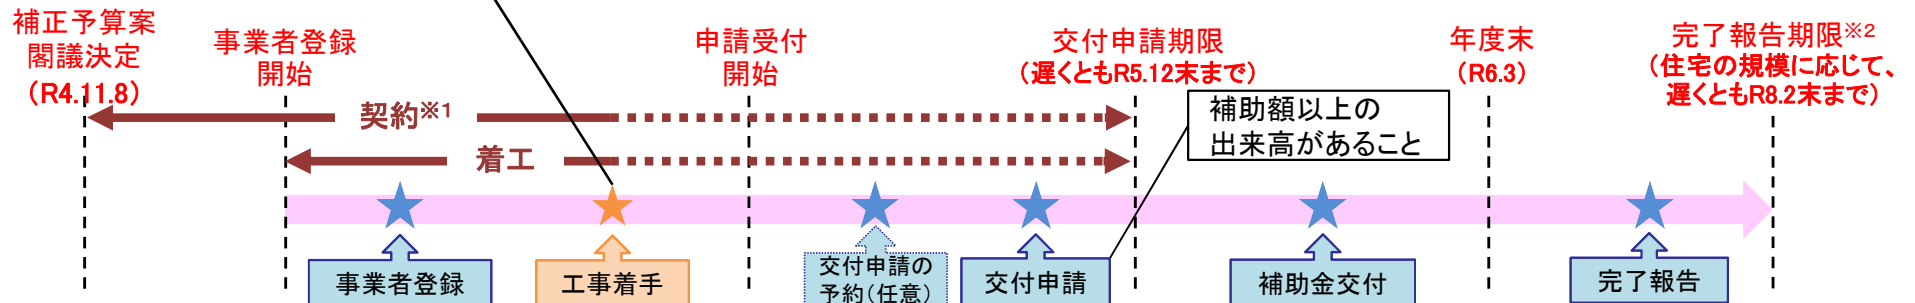 補正予算案
閣議決定
(R4.11.8)
事業者登録
開始
申請受付
開始
交付申請期限
(遅くともR5.12末まで)
年度末
(R6.3)
完了報告期限※2
(住宅の規模に応じて、
遅くともR8.2末まで)
契約※1
補助額以上の
出来高があること
着工
事業者登録
工事着手
交付申請の
予約(任意)
交付申請
補助金交付
完了報告